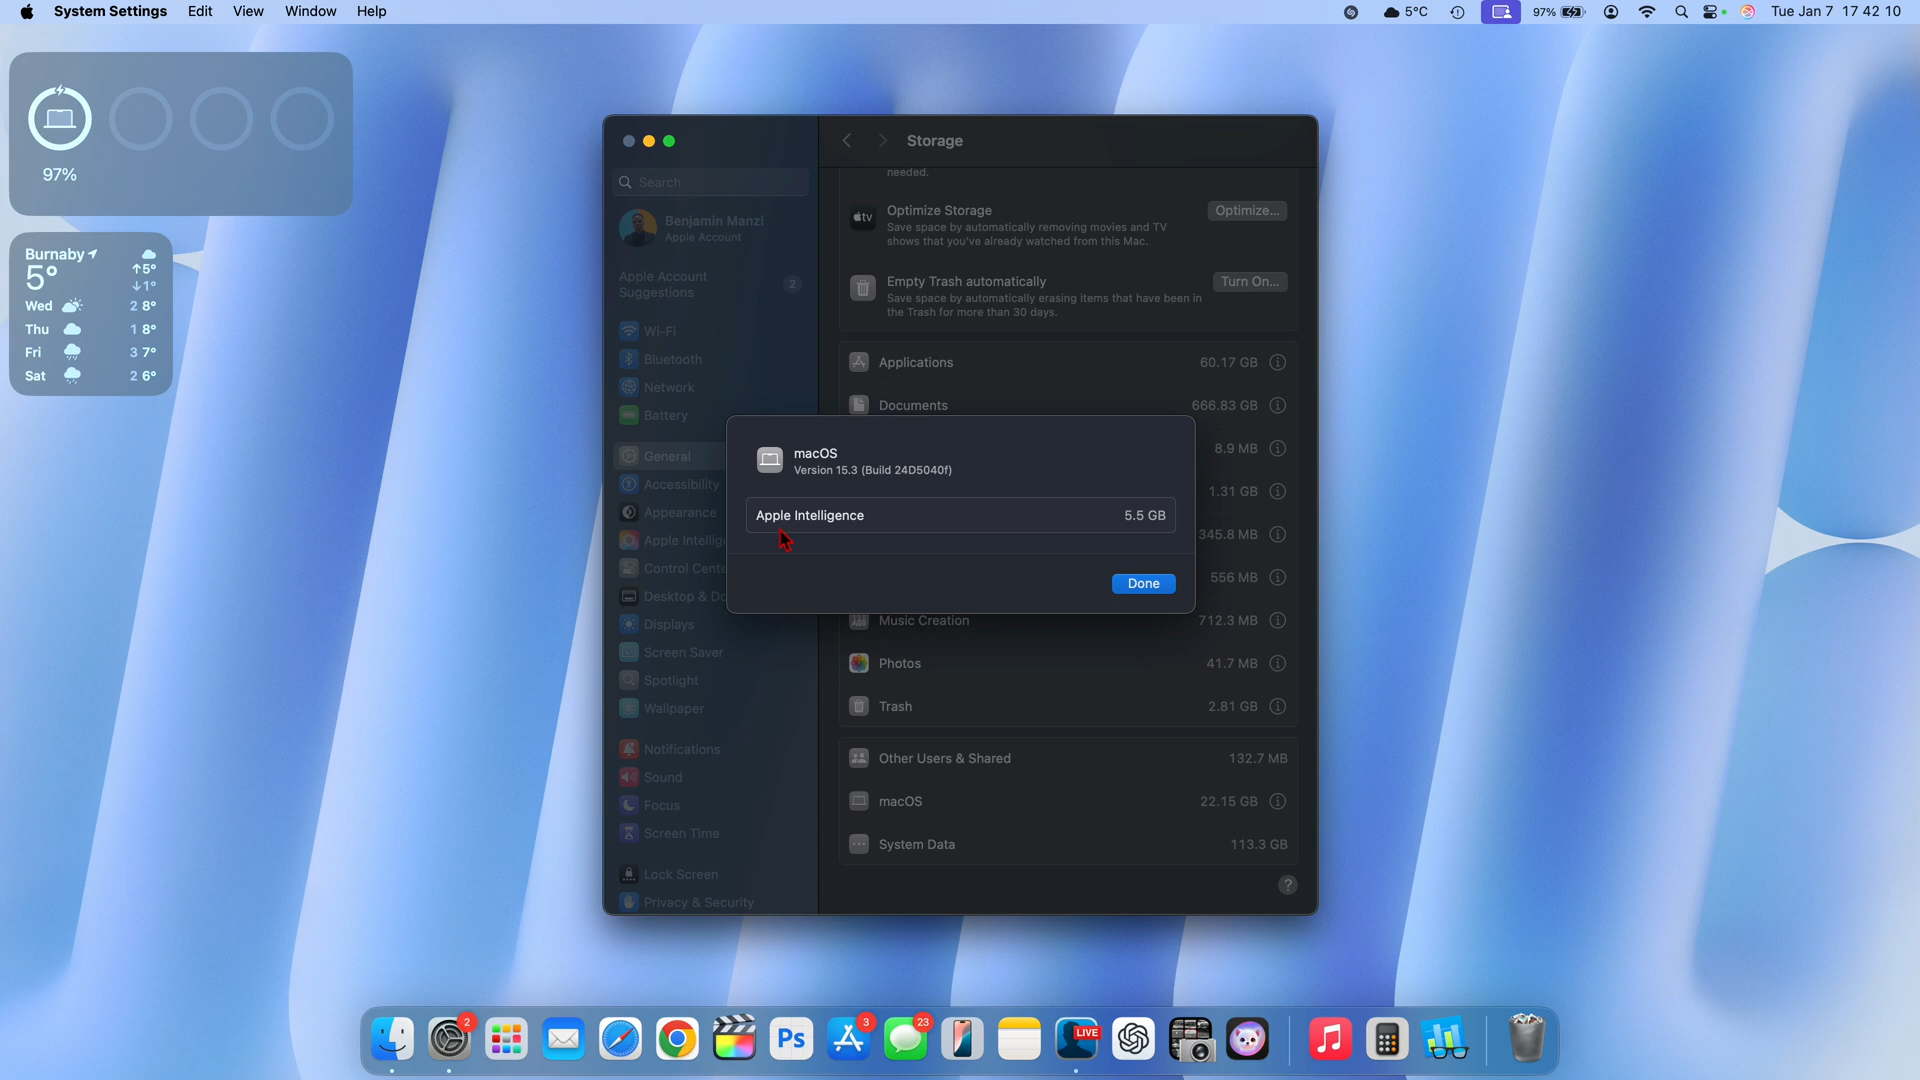 System Settings Edit View Window Help
5°C
97%
Tue Jan 7 17 42 10
97%
Burnaby
5°
↑5°
↓1°
Wed 2 8°
Thu 1 8°
Fri 3 7°
Sat 2 6°
Search
Benjamin Manzi
Apple Account
Apple Account
Suggestions
2
Wi-Fi
Bluetooth
Network
Battery
General
Accessibility
Appearance
Apple Intellige
Control Cente
Desktop & Do
Displays
Screen Saver
Spotlight
Wallpaper
Notifications
Sound
Focus
Screen Time
Lock Screen
Privacy & Security
Storage
needed.
tv
Optimize Storage
Optimize...
Save space by automatically removing movies and TV
shows that you've already watched from this Mac.
Empty Trash automatically
Turn On...
Save space by automatically erasing items that have been in
the Trash for more than 30 days.
Applications 60.17 GB
Documents 666.83 GB
8.9 MB
1.31 GB
345.8 MB
556 MB
Music Creation 712.3 MB
Photos 41.7 MB
Trash 2.81 GB
Other Users & Shared 132.7 MB
macOS 22.15 GB
System Data 113.3 GB
?
macOS
Version 15.3 (Build 24D5040f)
Apple Intelligence 5.5 GB
Done
2
Ps
3
23
LIVE